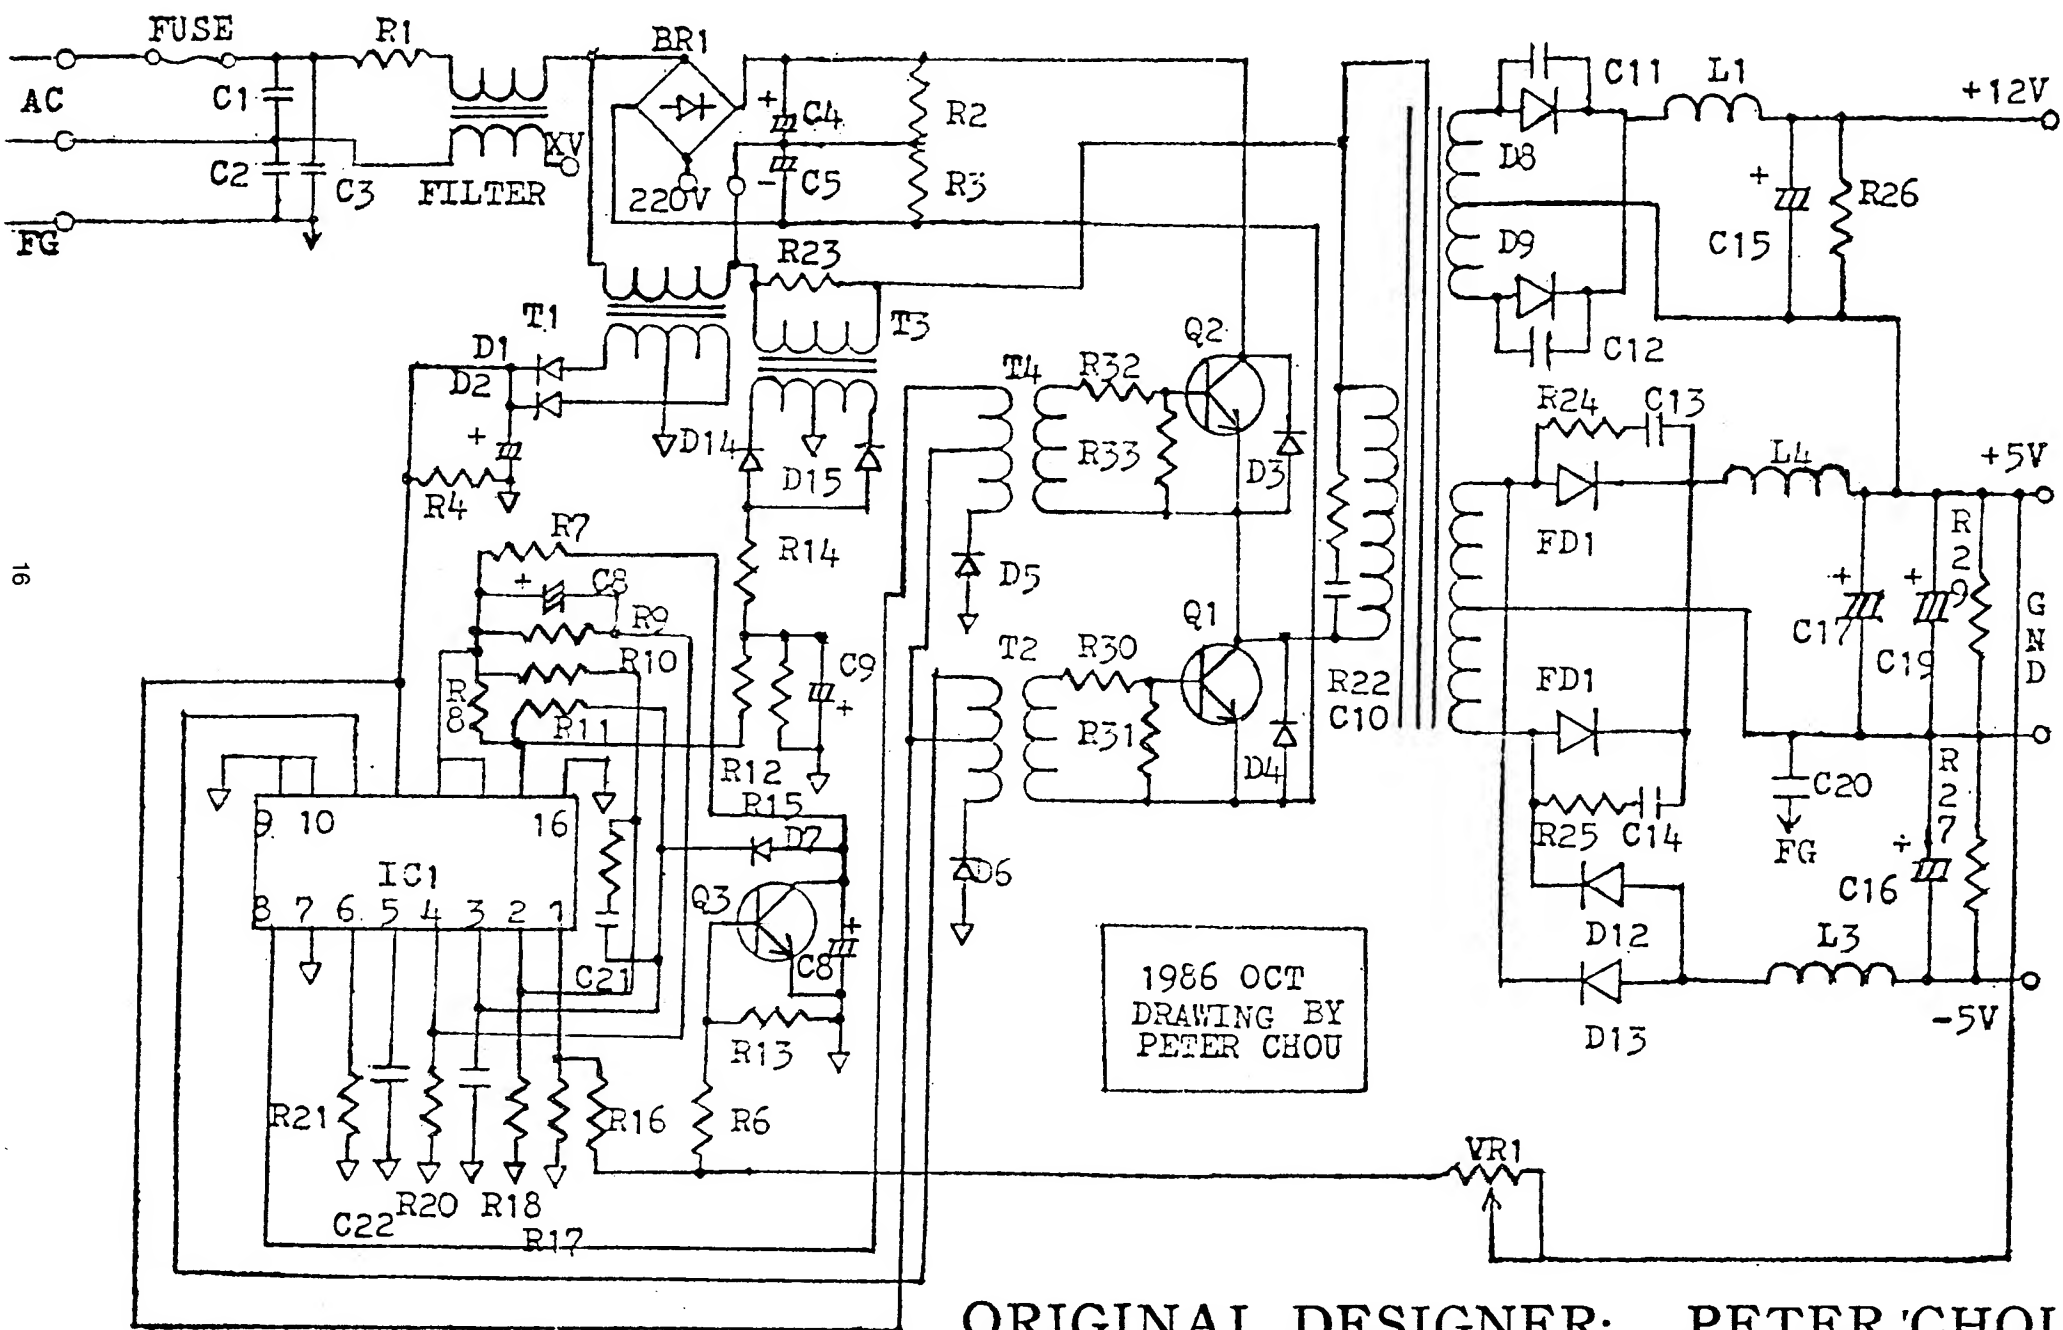 FUSE R1 BR1 C11 L1 +12V
AC C1 C4 R2
XV D8
C2 C3 FILTER 220V - C5 R3 + R26
FG R23 D9 C15
T1 T3 Q2 C12
D1 T4 R32
D2 R24 C13
+ D14 R33 D3 L4 +5V
D15
R4 R7 R14 D5 FD1
+ C8 Q1 + + R29
R9 T2 R30 C17 C19 GND
R10 C9 R22 FD1
R8 + C10
R11 R31 D4
R12 R27
R15 C20
9 10 16 D7 R25 C14 FG +
IC1 Q3 D6 C16
8 7 6 5 4 3 2 1 +
C21 C8 D12 L3
1986 OCT
DRAWING BY
PETER CHOU
-5V
R13 D13
R21 R16 R6
VR1
R20 R18
C22 R17
16
ORIGINAL DESIGNER: PETER CHOU